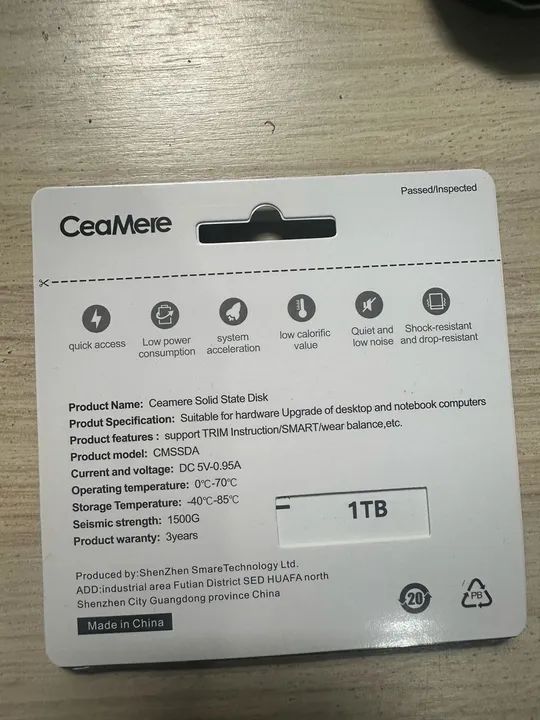 Passed/Inspected
CeaMere
quick access
Low power
consumption
system
acceleration
low calorific
value
Quiet and
low noise
Shock-resistant
and drop-resistant
Product Name: Ceamere Solid State Disk
Produt Specification: Suitable for hardware Upgrade of desktop and notebook computers
Product features : support TRIM Instruction/SMART/wear balance,etc.
Product model: CMSSDA
Current and voltage: DC 5V-0.95A
Operating temperature: 0℃-70℃
Storage Temperature: -40℃-85℃
Seismic strength: 1500G
Product waranty: 3years
1TB
Produced by:ShenZhen SmareTechnology Ltd.
ADD:industrial area Futian District SED HUAFA north
Shenzhen City Guangdong province China
Made in China
20
PB